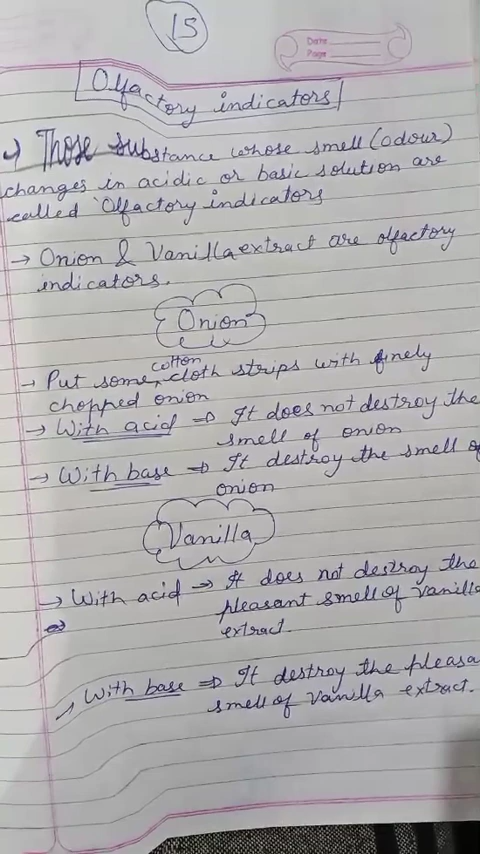 15
Date
Page
Olfactory indicators
→ Those substance whose smell (odour)
changes in acidic or basic solution are
called 'Olfactory indicators
→ Onion & Vanilla extract are olfactory
indicators.
Onion
→ Put some cotton cloth strips with finely
chopped onion
→ With acid ⇒ It does not destroy the
smell of onion
→ With base ⇒ It destroy the smell of
onion
Vanilla
→ With acid → It does not destroy the
pleasant smell of vanilla
extract.
→ With base ⇒ It destroy the pleasa
smell of vanilla extract.